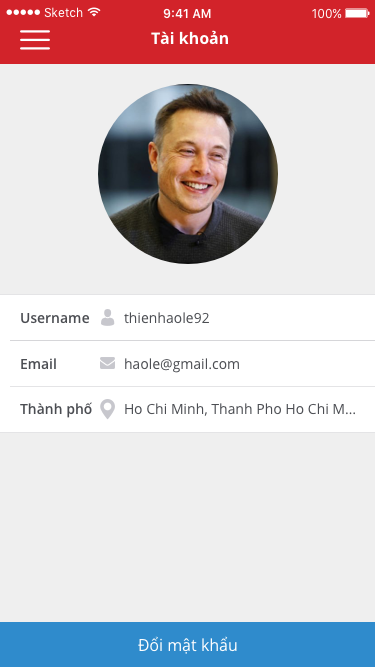 Sketch 9:41 AM 100%
Tài khoản
Username thienhaole92
Email haole@gmail.com
Thành phố Ho Chi Minh, Thanh Pho Ho Chi M...
Đổi mật khẩu